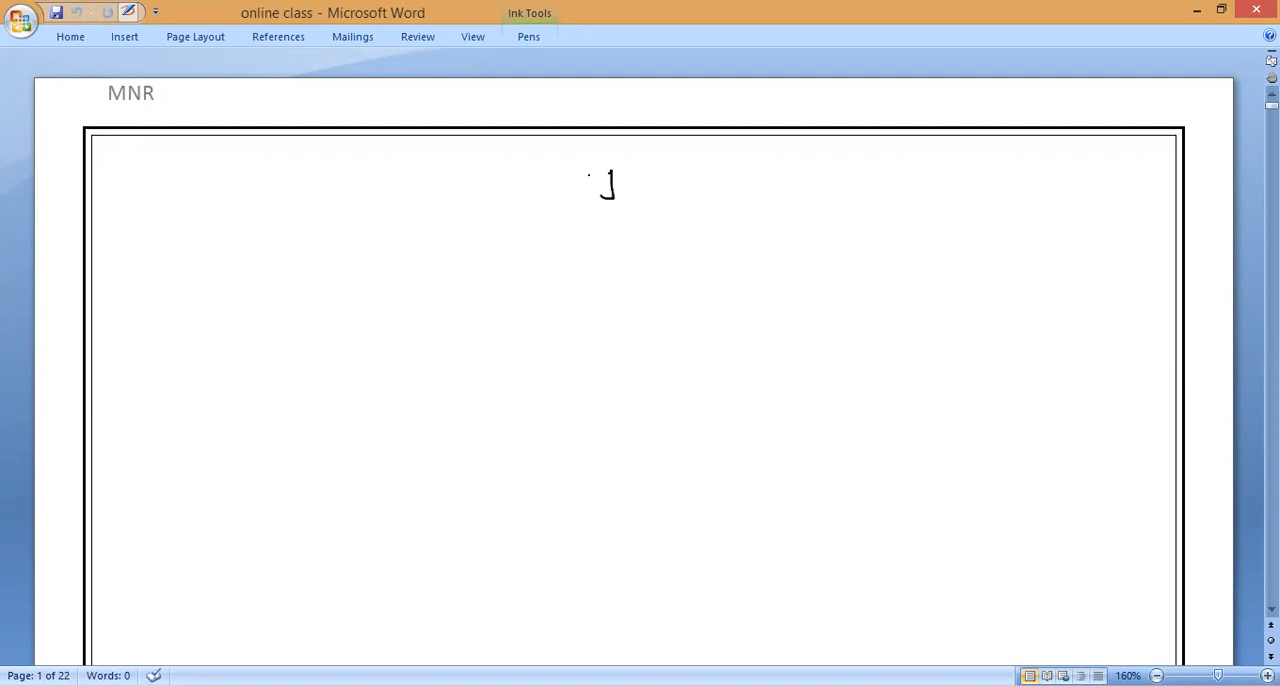 online class - Microsoft Word
Ink Tools
Home
Insert
Page Layout
References
Mailings
Review
View
Pens
MNR
J
Page: 1 of 22
Words: 0
160%